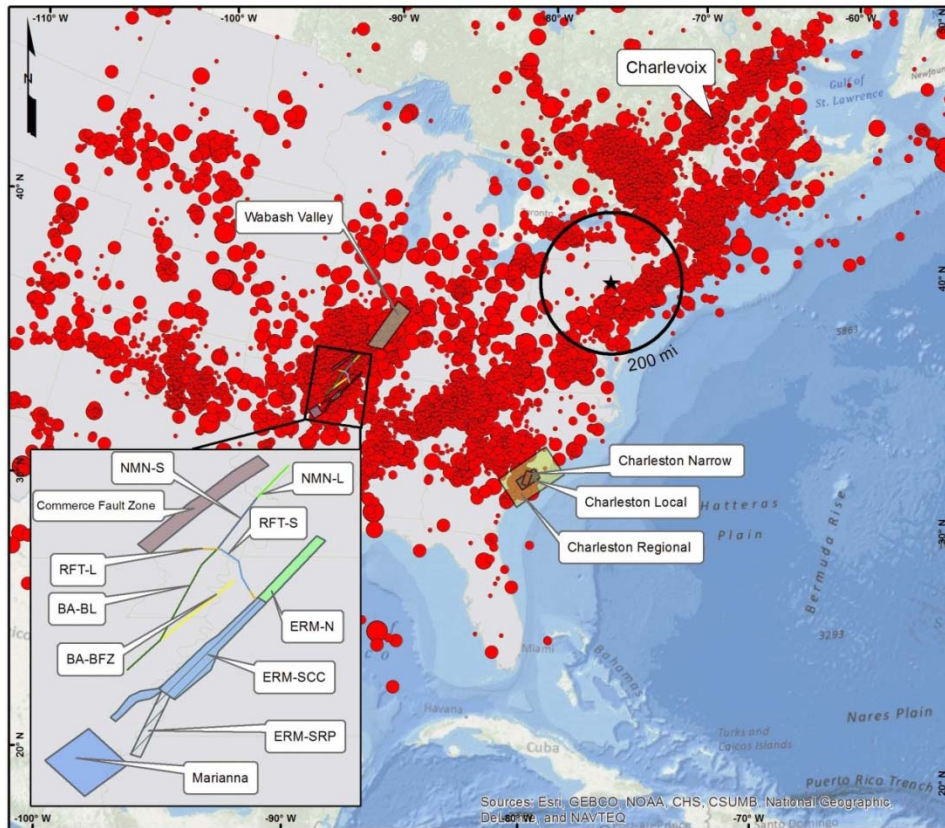 -110° W
-100° W
-90° W
-80° W
-70° W
-60° W
N
Charlevoix
Gulf of
St. Lawrence
40° N
Wabash Valley
Toronto
40° N
200 mi
5863
30° N
NMN-S
NMN-L
Commerce Fault Zone
RFT-S
RFT-L
BA-BL
BA-BFZ
ERM-N
ERM-SCC
ERM-SRP
Marianna
Charleston Narrow
Charleston Local
Charleston Regional
Hatteras
Plain
Bermuda Rise
30° N
3293
Miami
Bahamas
Havana
Cuba
Nares Plain
Turks and
Caicos Islands
20° N
20° N
Puerto Rico Trench
Sources: Esri, GEBCO, NOAA, CHS, CSUMB, National Geographic,
DeLorme, and NAVTEQ
Santo Domingo
-90° W
-80° W
-70° W